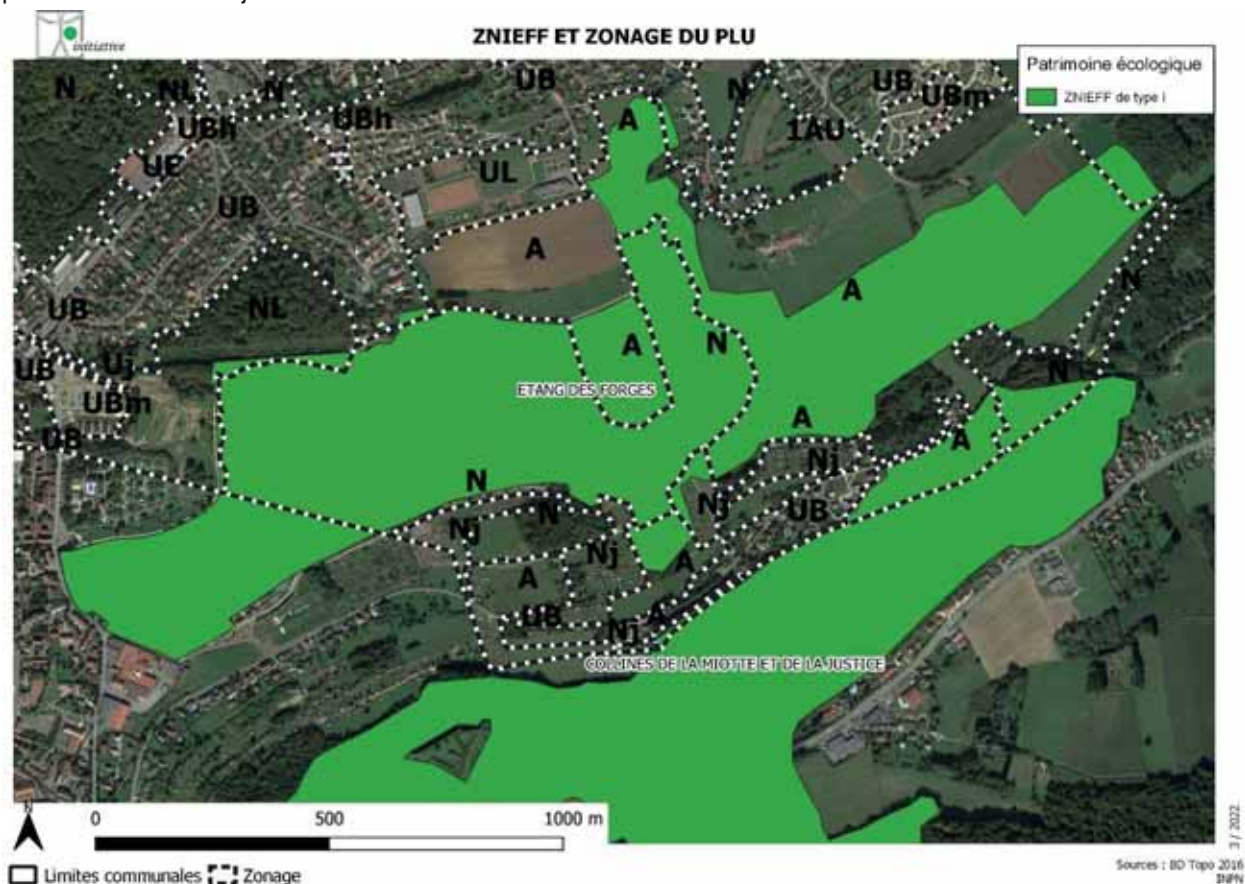 initiative
ZNIEFF ET ZONAGE DU PLU
Patrimoine écologique
ZNIEFF de type I
N
NL
N
UB
N
UB
UBm
UBh
UBh
A
1AU
UE
UL
UB
A
A
N
UB
NL
A
N
UB
Uj
ETANG DES FORGES
N
UBm
UB
A
A
Nj
N
Nj
N
Nj
Nj
UB
A
A
UB
Nj
A
COLLINES DE LA MIOTTE ET DE LA JUSTICE
N
0
500
1000 m
3 / 2022
Limites communales
Zonage
Sources : BD Topo 2016
INPN